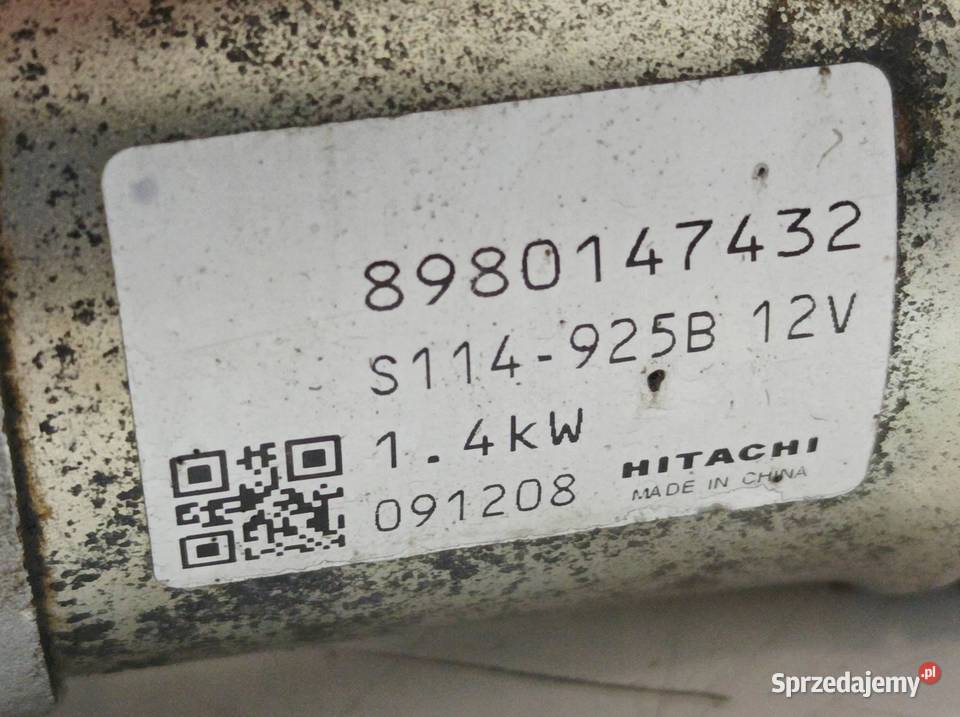 8980147432
S114-925B 12V
1.4kW
091208
HITACHI
MADE IN CHINA
Sprzedajemy.pl